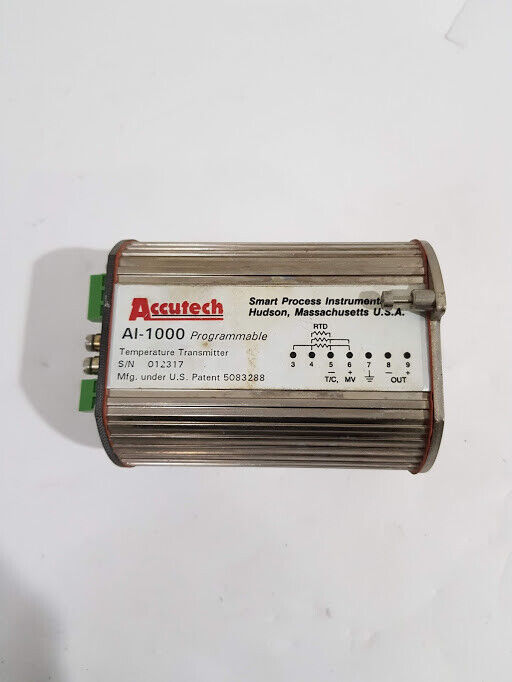 Accutech
Smart Process Instrumenta
Hudson, Massachusetts U.S.A.
AI-1000 Programmable
RTD
Temperature Transmitter
S/N 012317
3 4 5 6 7 8 9
− + − +
T/C, MV OUT
Mfg. under U.S. Patent 5083288